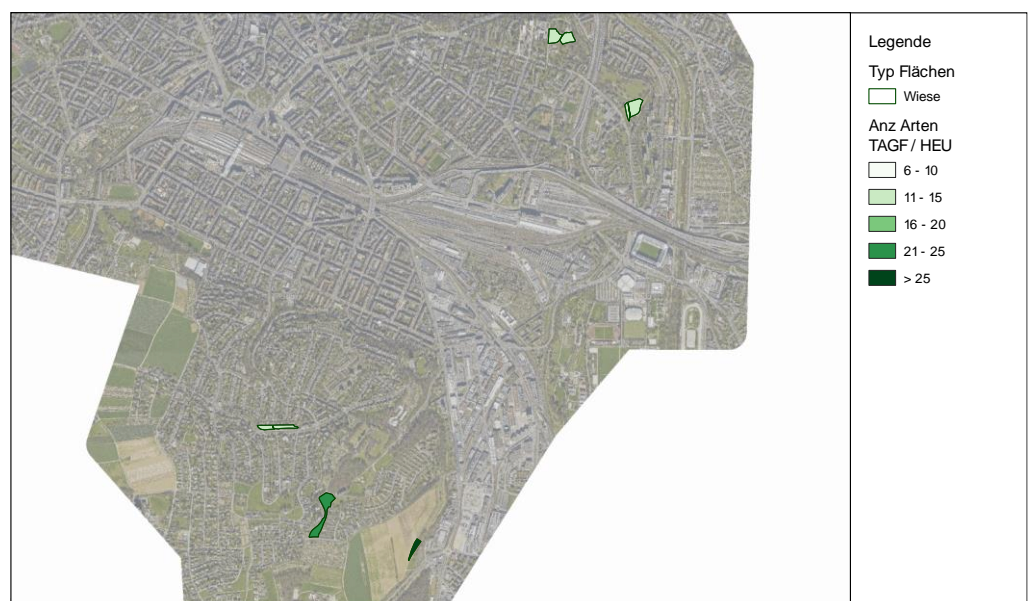 Legende
Typ Flächen
Wiese
Anz Arten
TAGF / HEU
6 - 10
11 - 15
16 - 20
21 - 25
> 25